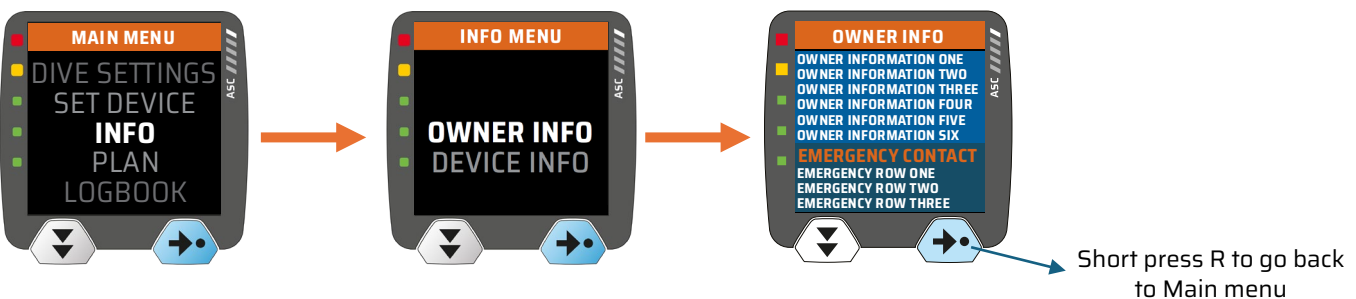 MAIN MENU
DIVE SETTINGS
SET DEVICE
INFO
PLAN
LOGBOOK
ASC
INFO MENU
OWNER INFO
DEVICE INFO
ASC
OWNER INFO
OWNER INFORMATION ONE
OWNER INFORMATION TWO
OWNER INFORMATION THREE
OWNER INFORMATION FOUR
OWNER INFORMATION FIVE
OWNER INFORMATION SIX
EMERGENCY CONTACT
EMERGENCY ROW ONE
EMERGENCY ROW TWO
EMERGENCY ROW THREE
ASC
Short press R to go back
to Main menu